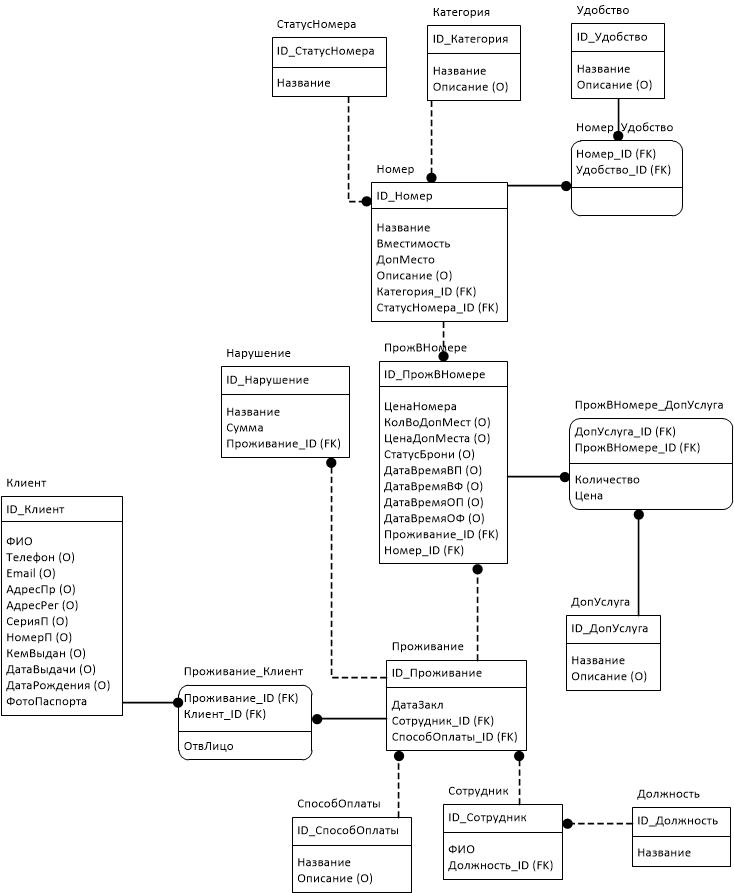 СтатусНомера
ID_СтатусНомера
Название
Категория
ID_Категория
Название
Описание (О)
Удобство
ID_Удобство
Название
Описание (О)
Номер_Удобство
Номер_ID (FK)
Удобство_ID (FK)
Номер
ID_Номер
Название
Вместимость
ДопМесто
Описание (О)
Категория_ID (FK)
СтатусНомера_ID (FK)
Нарушение
ID_Нарушение
Название
Сумма
Проживание_ID (FK)
ПрожВНомере
ID_ПрожВНомере
ЦенаНомера
КолВоДопМест (О)
ЦенаДопМеста (О)
СтатусБрони (О)
ДатаВремяВП (О)
ДатаВремяВФ (О)
ДатаВремяОП (О)
ДатаВремяОФ (О)
Проживание_ID (FK)
Номер_ID (FK)
ПрожВНомере_ДопУслуга
ДопУслуга_ID (FK)
ПрожВНомере_ID (FK)
Количество
Цена
Клиент
ID_Клиент
ФИО
Телефон (О)
Email (О)
АдресПр (О)
АдресРег (О)
СерияП (О)
НомерП (О)
КемВыдан (О)
ДатаВыдачи (О)
ДатаРождения (О)
ФотоПаспорта
Проживание_Клиент
Проживание_ID (FK)
Клиент_ID (FK)
ОтвЛицо
Проживание
ID_Проживание
ДатаЗакл
Сотрудник_ID (FK)
СпособОплаты_ID (FK)
ДопУслуга
ID_ДопУслуга
Название
Описание (О)
СпособОплаты
ID_СпособОплаты
Название
Описание (О)
Сотрудник
ID_Сотрудник
ФИО
Должность_ID (FK)
Должность
ID_Должность
Название